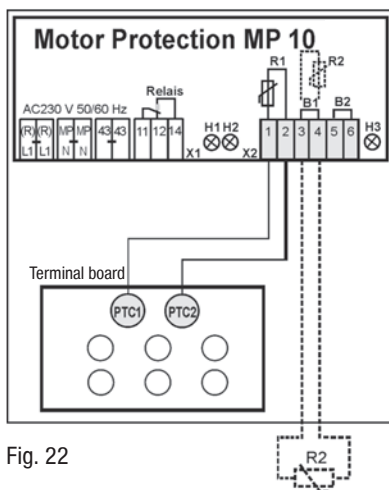 Motor Protection MP 10
R1 R2
Relais
AC230 V 50/60 Hz
B1 B2
(R) (R) MP MP 43 43 11 12 14 H1 H2 1 2 3 4 5 6 H3
L1 L1 N N X1 X2
Terminal board
PTC1 PTC2
Fig. 22
R2